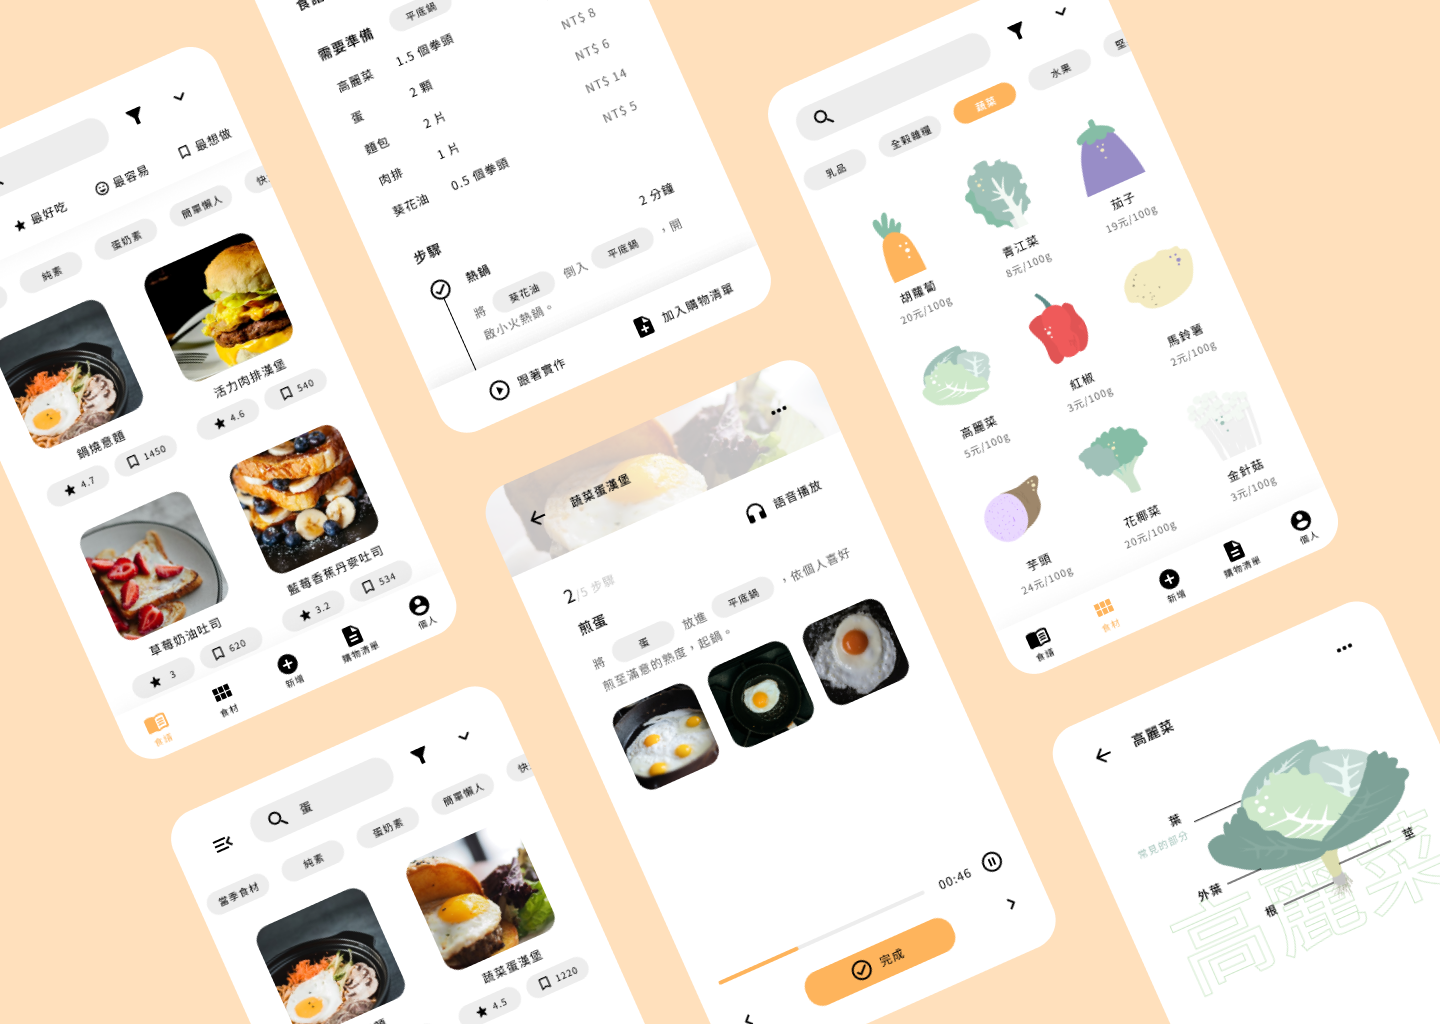 最好吃
最容易
最想做
純素
蛋奶素
簡單懶人
快
鍋燒意麵
4.7
1450
活力肉排漢堡
4.6
540
草莓奶油吐司
3
620
藍莓香蕉丹麥吐司
3.2
534
食譜
食材
新增
購物清單
個人
需要準備
平底鍋
高麗菜
1.5 個拳頭
NT$ 8
蛋
2 顆
NT$ 6
麵包
2 片
NT$ 14
肉排
1 片
NT$ 5
葵花油
0.5 個拳頭
步驟
熱鍋
2 分鐘
將 葵花油 倒入 平底鍋 ，開
啟小火熱鍋。
跟著實作
加入購物清單
乳品
全穀雜糧
蔬菜
水果
堅
胡蘿蔔
20元/100g
青江菜
8元/100g
茄子
19元/100g
高麗菜
5元/100g
紅椒
3元/100g
馬鈴薯
2元/100g
芋頭
24元/100g
花椰菜
20元/100g
金針菇
3元/100g
食譜
食材
新增
購物清單
個人
蛋
當季食材
純素
蛋奶素
簡單懶人
快
蔬菜蛋漢堡
4.5
1220
蔬菜蛋漢堡
語音播放
2/5 步驟
煎蛋
將 蛋 放進 平底鍋 ，依個人喜好
煎至滿意的熟度，起鍋。
00:46
完成
高麗菜
葉
常見的部分
外葉
根
莖
高麗菜